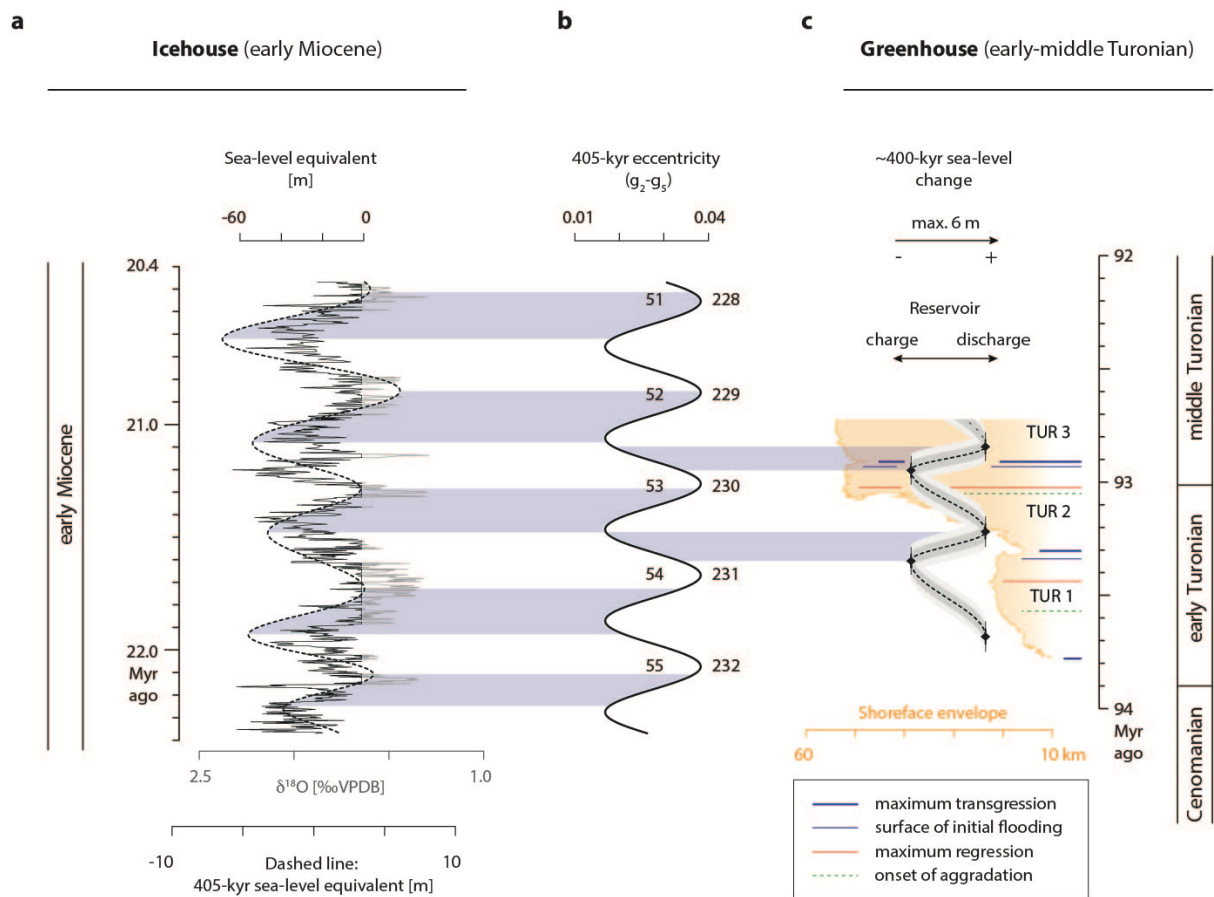 a
Icehouse (early Miocene)
Sea-level equivalent
[m]
-60
0
20.4
21.0
22.0
Myr
ago
early Miocene
2.5
1.0
δ¹⁸O [‰VPDB]
-10
10
Dashed line:
405-kyr sea-level equivalent [m]
b
405-kyr eccentricity
(g₂-g₅)
0.01
0.04
51
228
52
229
53
230
54
231
55
232
c
Greenhouse (early-middle Turonian)
~400-kyr sea-level
change
max. 6 m
-
+
Reservoir
charge
discharge
TUR 3
TUR 2
TUR 1
92
93
94
Myr
ago
middle Turonian
early Turonian
Cenomanian
Shoreface envelope
60
10 km
maximum transgression
surface of initial flooding
maximum regression
onset of aggradation